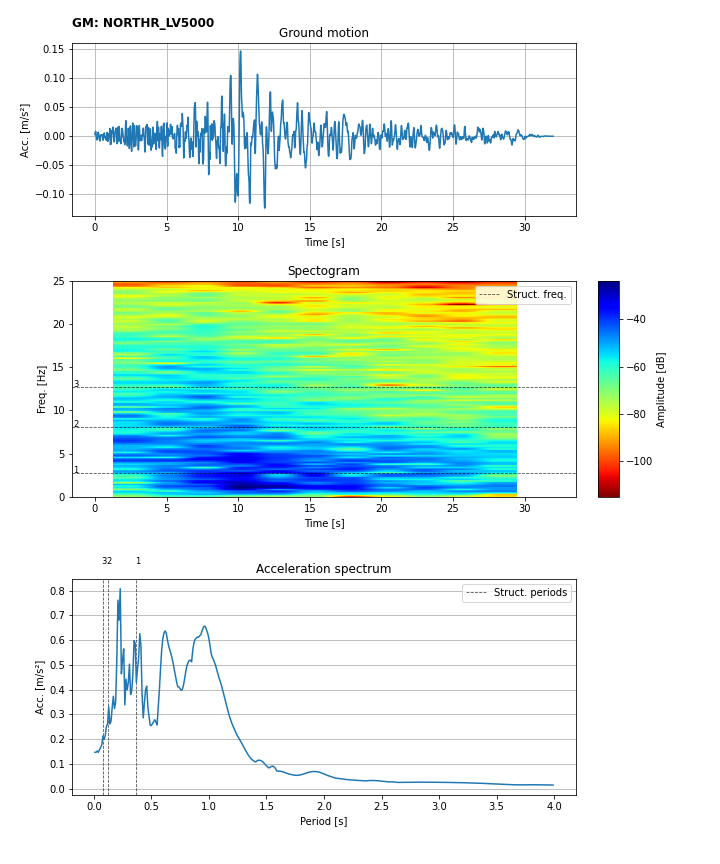 GM: NORTHR_LV5000
Ground motion
0.15
0.10
0.05
0.00
−0.05
−0.10
Acc. [m/s²]
0 5 10 15 20 25 30
Time [s]
Spectogram
25
20
15
10
5
0
Freq. [Hz]
Struct. freq.
3
2
1
0 5 10 15 20 25 30
Time [s]
−40
−60
−80
−100
Amplitude [dB]
32 1
Acceleration spectrum
0.8
0.7
0.6
0.5
0.4
0.3
0.2
0.1
0.0
Acc. [m/s²]
Struct. periods
0.0 0.5 1.0 1.5 2.0 2.5 3.0 3.5 4.0
Period [s]